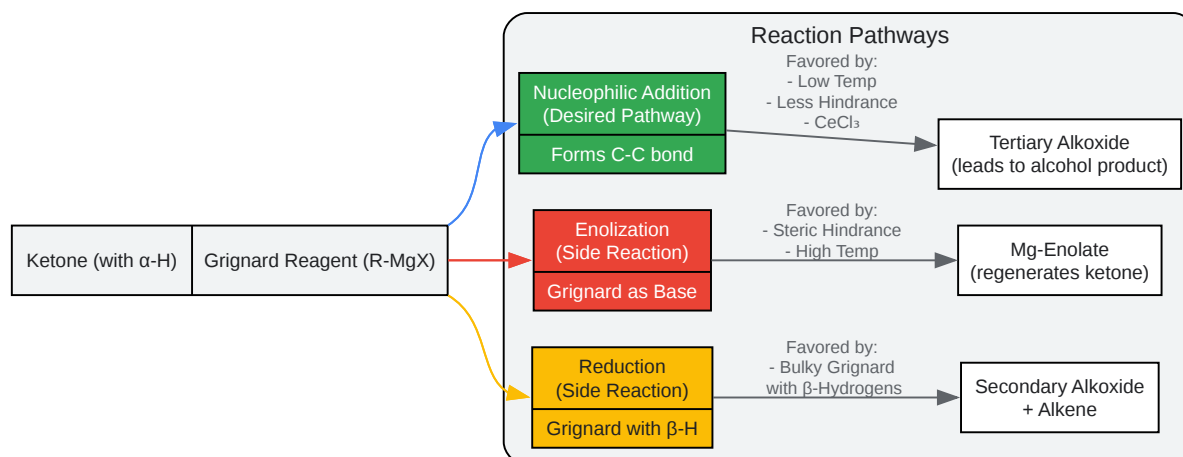 Reaction Pathways
Ketone (with α-H)
Grignard Reagent (R-MgX)
Nucleophilic Addition
(Desired Pathway)
Forms C-C bond
Favored by:
- Low Temp
- Less Hindrance
- CeCl₃
Tertiary Alkoxide
(leads to alcohol product)
Enolization
(Side Reaction)
Grignard as Base
Favored by:
- Steric Hindrance
- High Temp
Mg-Enolate
(regenerates ketone)
Reduction
(Side Reaction)
Grignard with β-H
Favored by:
- Bulky Grignard
with β-Hydrogens
Secondary Alkoxide
+ Alkene